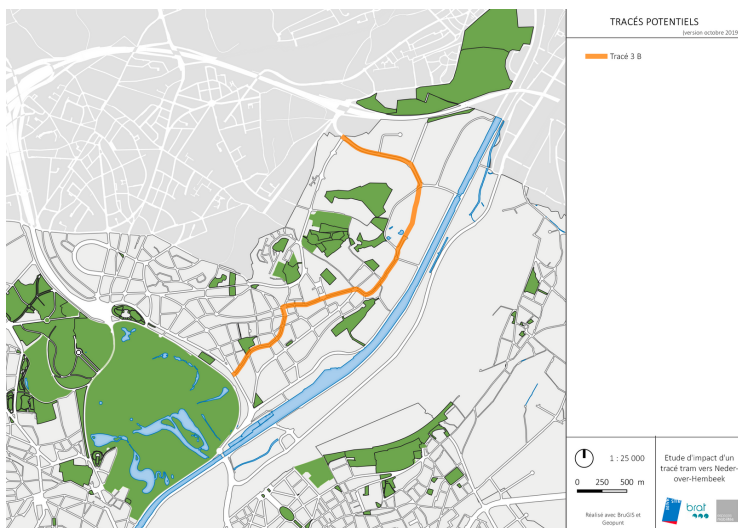 TRACÉS POTENTIELS
(version octobre 2019)
Tracé 3 B
1 : 25 000
0 250 500 m
Réalisé avec BruGIS et
Geopunt
Etude d'impact d'un
tracé tram vers Neder-
over-Hembeek
brat